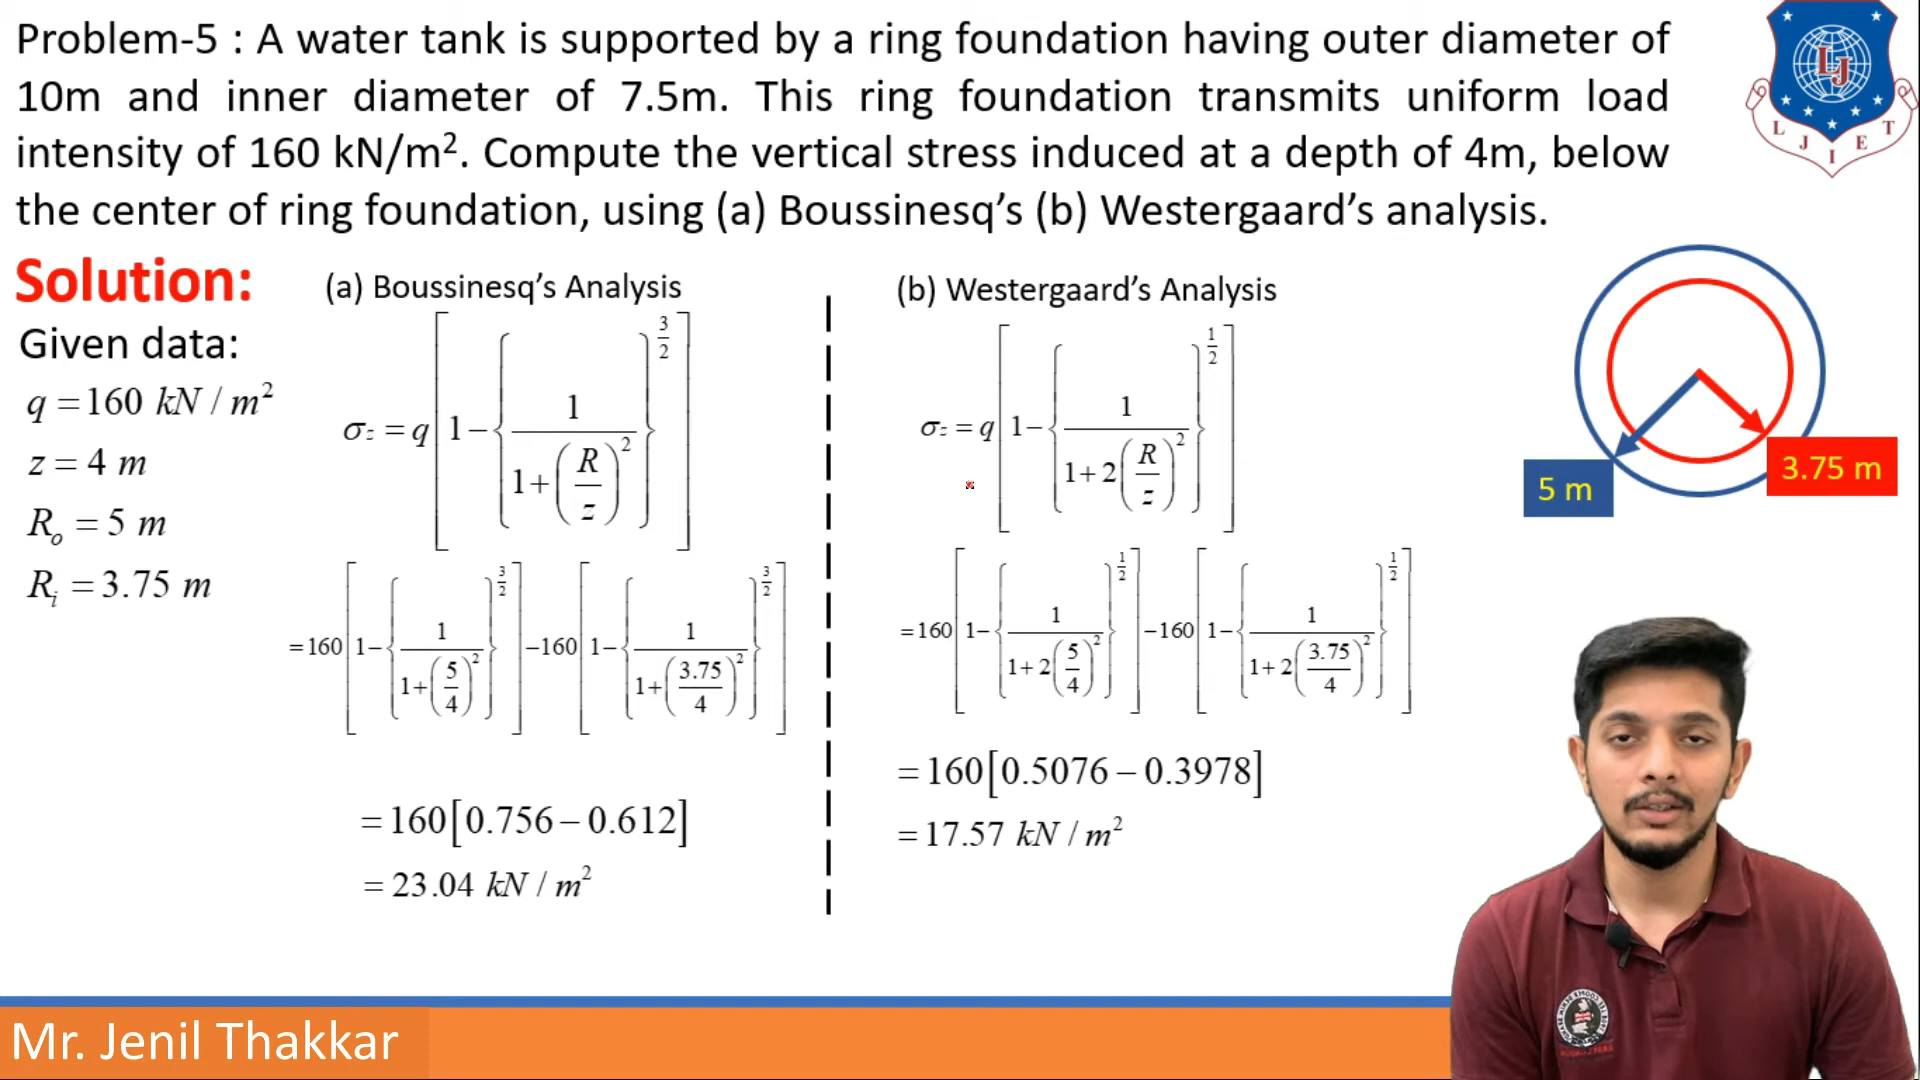 Problem-5 : A water tank is supported by a ring foundation having outer diameter of
10m and inner diameter of 7.5m. This ring foundation transmits uniform load
intensity of 160 kN/m². Compute the vertical stress induced at a depth of 4m, below
the center of ring foundation, using (a) Boussinesq’s (b) Westergaard’s analysis.
LJ
L J I E T
Solution:
Given data:
q = 160 kN / m²
z = 4 m
Rₒ = 5 m
Rᵢ = 3.75 m
(a) Boussinesq’s Analysis
σz = q[1−{1/(1+(R/z)²)}^(3/2)]
=160[1−{1/(1+(5/4)²)}^(3/2)]−160[1−{1/(1+(3.75/4)²)}^(3/2)]
=160[0.756−0.612]
= 23.04 kN / m²
(b) Westergaard’s Analysis
σz = q[1−{1/(1+2(R/z)²)}^(1/2)]
=160[1−{1/(1+2(5/4)²)}^(1/2)]−160[1−{1/(1+2(3.75/4)²)}^(1/2)]
=160[0.5076−0.3978]
=17.57 kN / m²
5 m
3.75 m
Mr. Jenil Thakkar